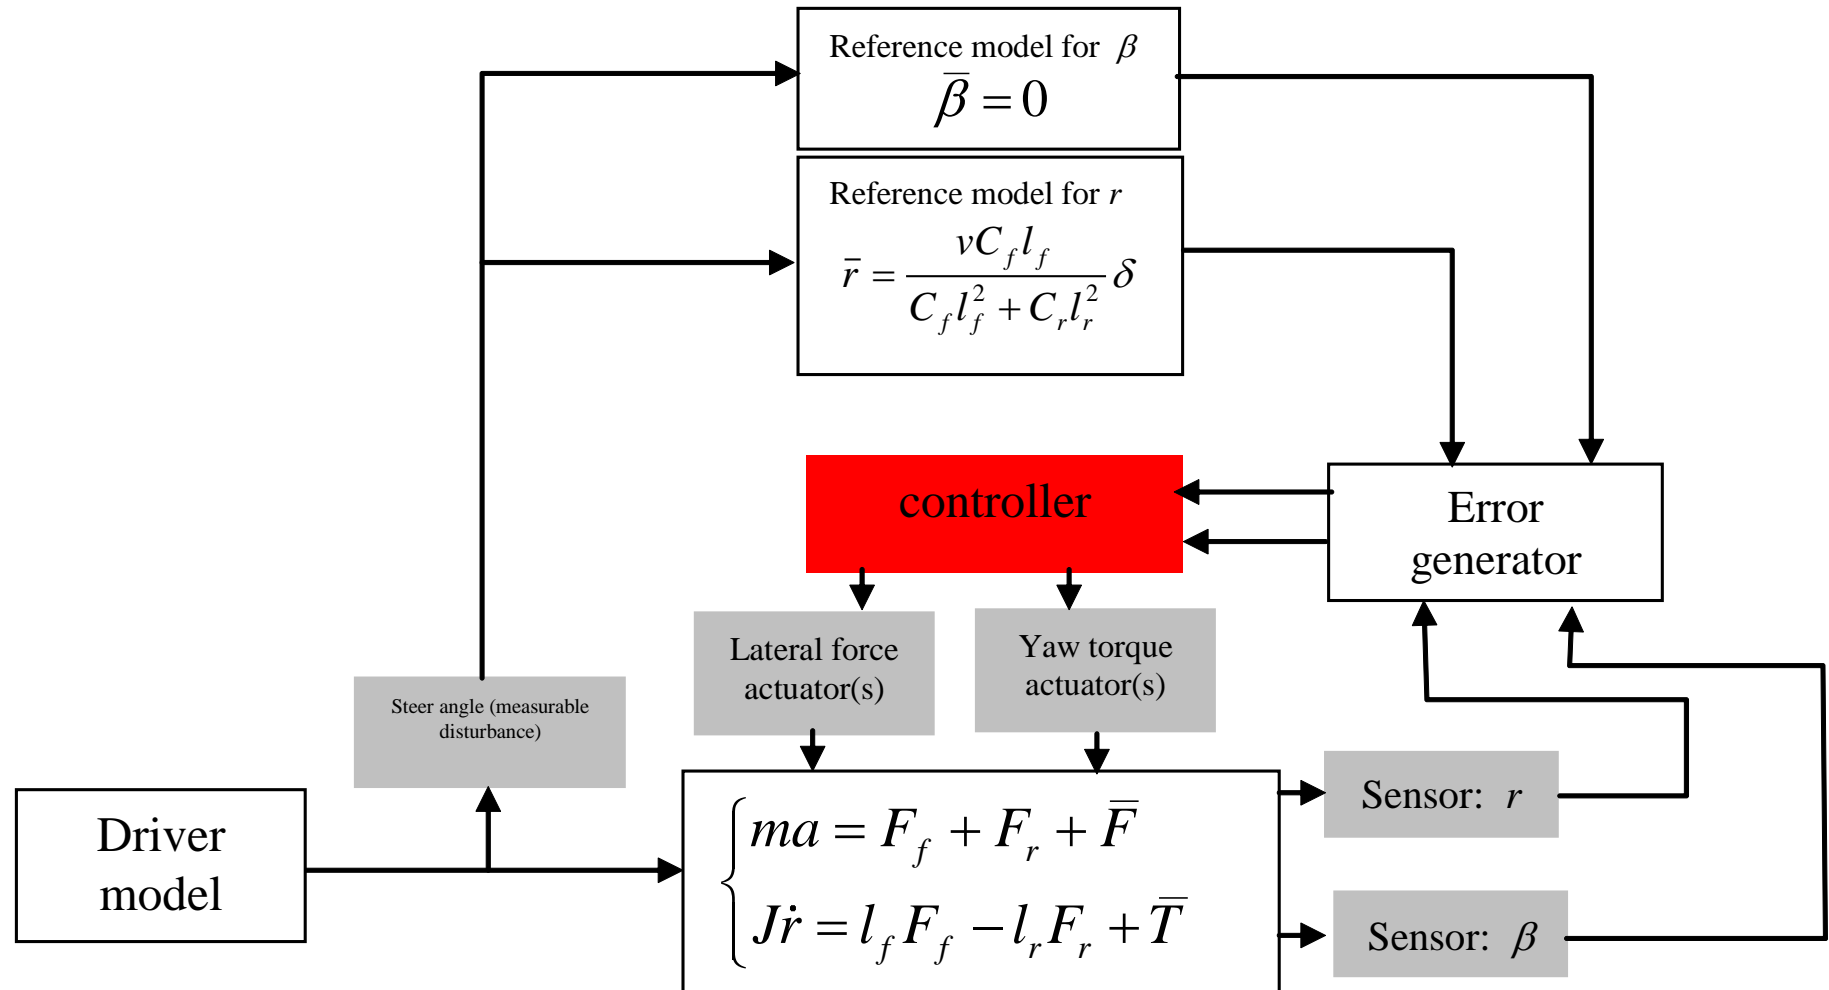 Reference model for β
β̅ = 0
Reference model for r
r̅ = \frac{vC_f l_f}{C_f l_f^2 + C_r l_r^2} δ
controller
Error
generator
Lateral force
actuator(s)
Yaw torque
actuator(s)
Steer angle (measurable
disturbance)
Driver
model
ma = F_f + F_r + F̅
Jṙ = l_f F_f − l_r F_r + T̅
Sensor: r
Sensor: β